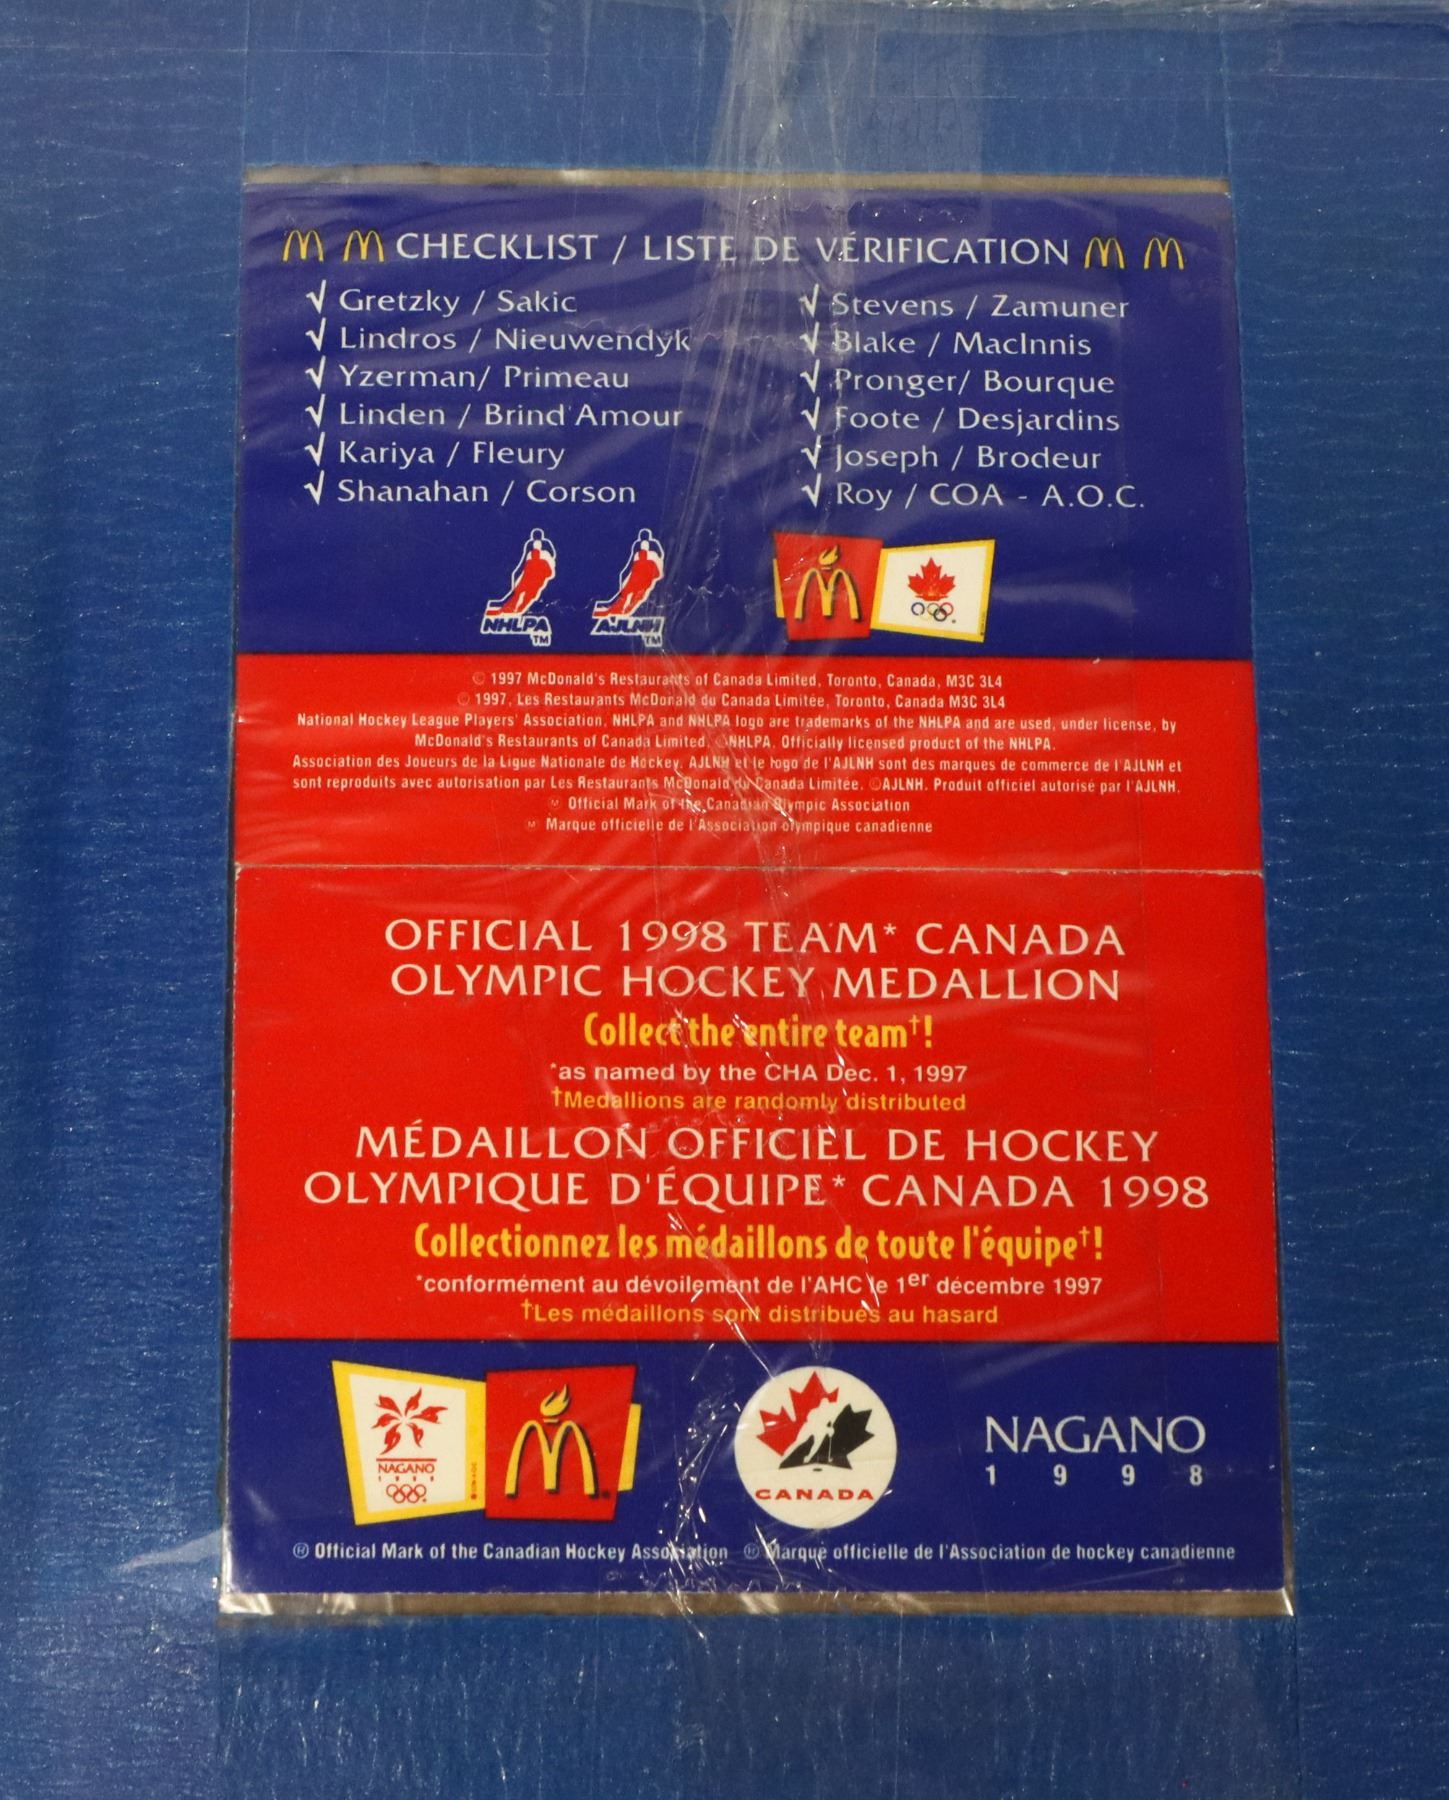 CHECKLIST / LISTE DE VÉRIFICATION
√ Gretzky / Sakic
√ Lindros / Nieuwendyk
√ Yzerman/ Primeau
√ Linden / Brind'Amour
√ Kariya / Fleury
√ Shanahan / Corson
√ Stevens / Zamuner
√ Blake / MacInnis
√ Pronger/ Bourque
√ Foote / Desjardins
√ Joseph / Brodeur
√ Roy / COA - A.O.C.
NHLPA TM
AJLNH TM
© 1997 McDonald's Restaurants of Canada Limited, Toronto, Canada, M3C 3L4
© 1997, Les Restaurants McDonald du Canada Limitée, Toronto, Canada M3C 3L4
National Hockey League Players' Association, NHLPA and NHLPA logo are trademarks of the NHLPA and are used, under license, by
McDonald's Restaurants of Canada Limited. ©NHLPA. Officially licensed product of the NHLPA.
Association des Joueurs de la Ligue Nationale de Hockey, AJLNH et le logo de l'AJLNH sont des marques de commerce de l'AJLNH et
sont reproduits avec autorisation par Les Restaurants McDonald du Canada Limitée. ©AJLNH. Produit officiel autorisé par l'AJLNH.
Ⓜ Official Mark of the Canadian Olympic Association
Ⓜ Marque officielle de l'Association olympique canadienne
OFFICIAL 1998 TEAM* CANADA
OLYMPIC HOCKEY MEDALLION
Collect the entire team†!
*as named by the CHA Dec. 1, 1997
†Medallions are randomly distributed
MÉDAILLON OFFICIEL DE HOCKEY
OLYMPIQUE D'ÉQUIPE* CANADA 1998
Collectionnez les médaillons de toute l'équipe†!
*conformément au dévoilement de l'AHC le 1er décembre 1997
†Les médaillons sont distribués au hasard
NAGANO
1998
CANADA
NAGANO
1 9 9 8
® Official Mark of the Canadian Hockey Association ® Marque officielle de l'Association de hockey canadienne